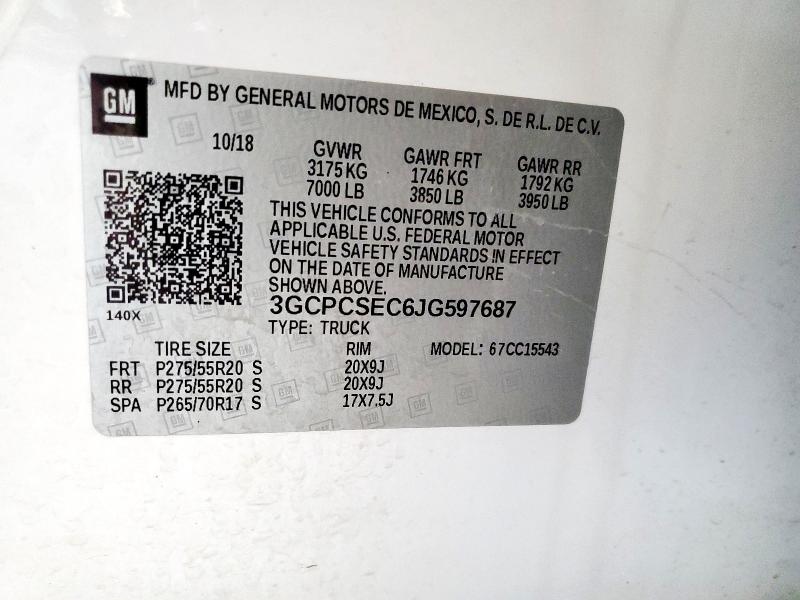 GM MFD BY GENERAL MOTORS DE MEXICO, S. DE R.L. DE C.V.
10/18 GVWR GAWR FRT GAWR RR
3175 KG 1746 KG 1792 KG
7000 LB 3850 LB 3950 LB
THIS VEHICLE CONFORMS TO ALL
APPLICABLE U.S. FEDERAL MOTOR
VEHICLE SAFETY STANDARDS IN EFFECT
ON THE DATE OF MANUFACTURE
SHOWN ABOVE.
140X
3GCPCSEC6JG597687
TYPE: TRUCK
TIRE SIZE RIM MODEL: 67CC15543
FRT P275/55R20 S 20X9J
RR P275/55R20 S 20X9J
SPA P265/70R17 S 17X7.5J